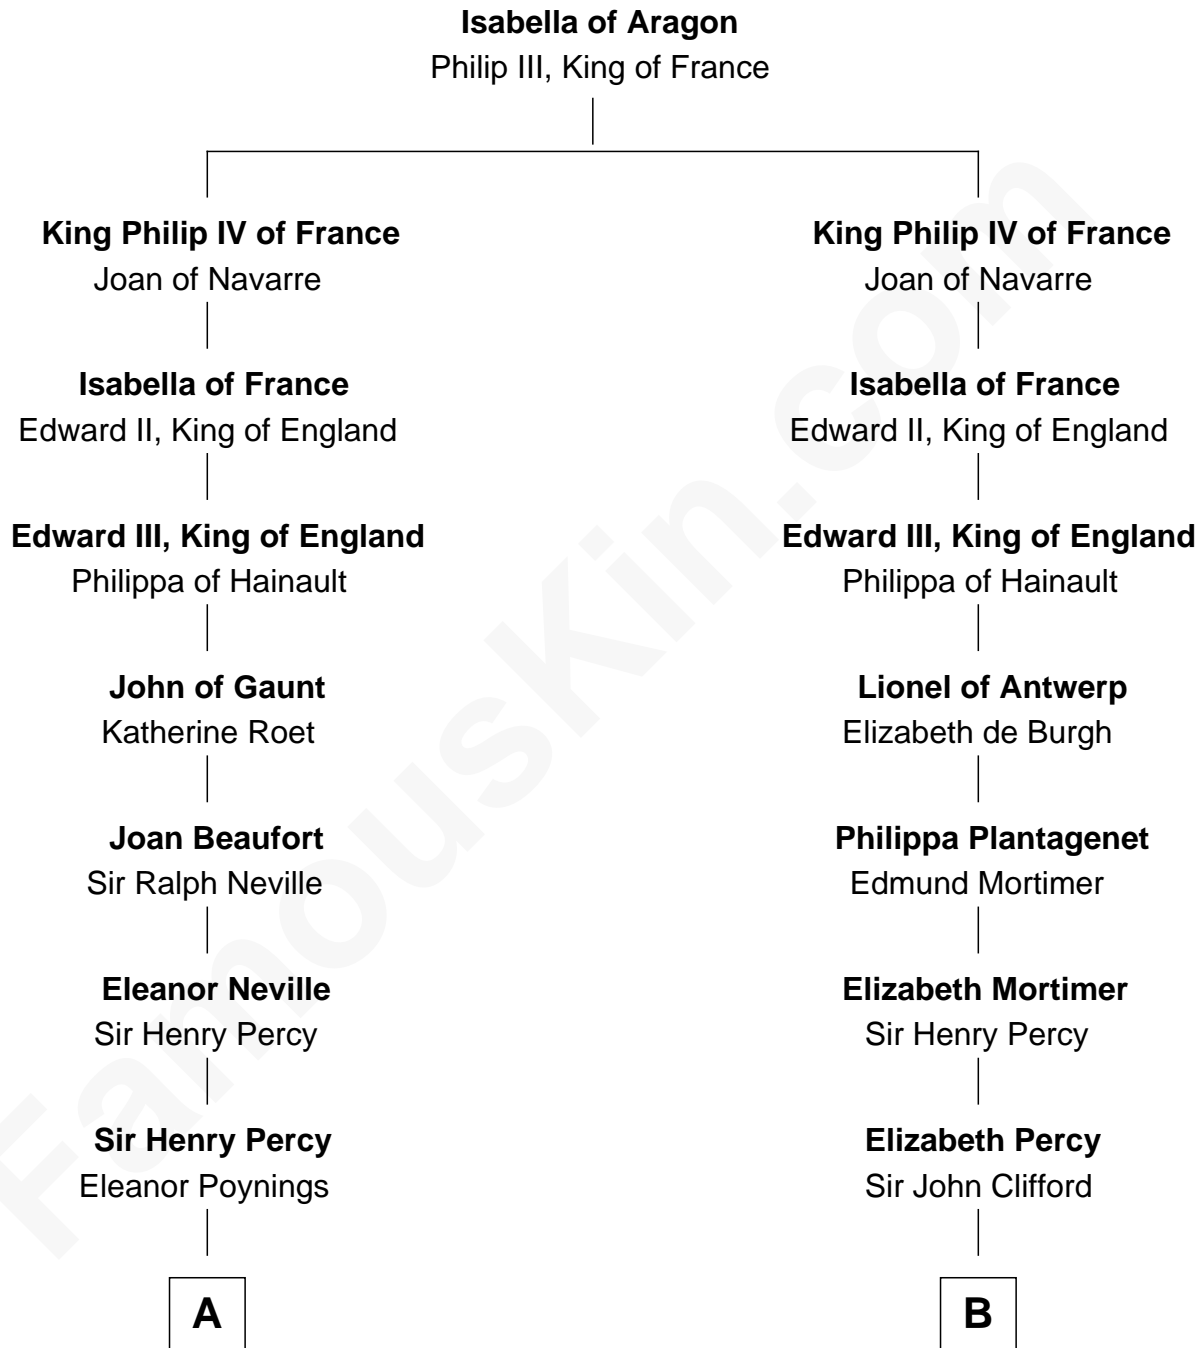 Isabella of Aragon
Philip III, King of France
King Philip IV of France
Joan of Navarre
Isabella of France
Edward II, King of England
Edward III, King of England
Philippa of Hainault
John of Gaunt
Katherine Roet
Joan Beaufort
Sir Ralph Neville
Eleanor Neville
Sir Henry Percy
Sir Henry Percy
Eleanor Poynings
A
King Philip IV of France
Joan of Navarre
Isabella of France
Edward II, King of England
Edward III, King of England
Philippa of Hainault
Lionel of Antwerp
Elizabeth de Burgh
Philippa Plantagenet
Edmund Mortimer
Elizabeth Mortimer
Sir Henry Percy
Elizabeth Percy
Sir John Clifford
B
FamousKin.com